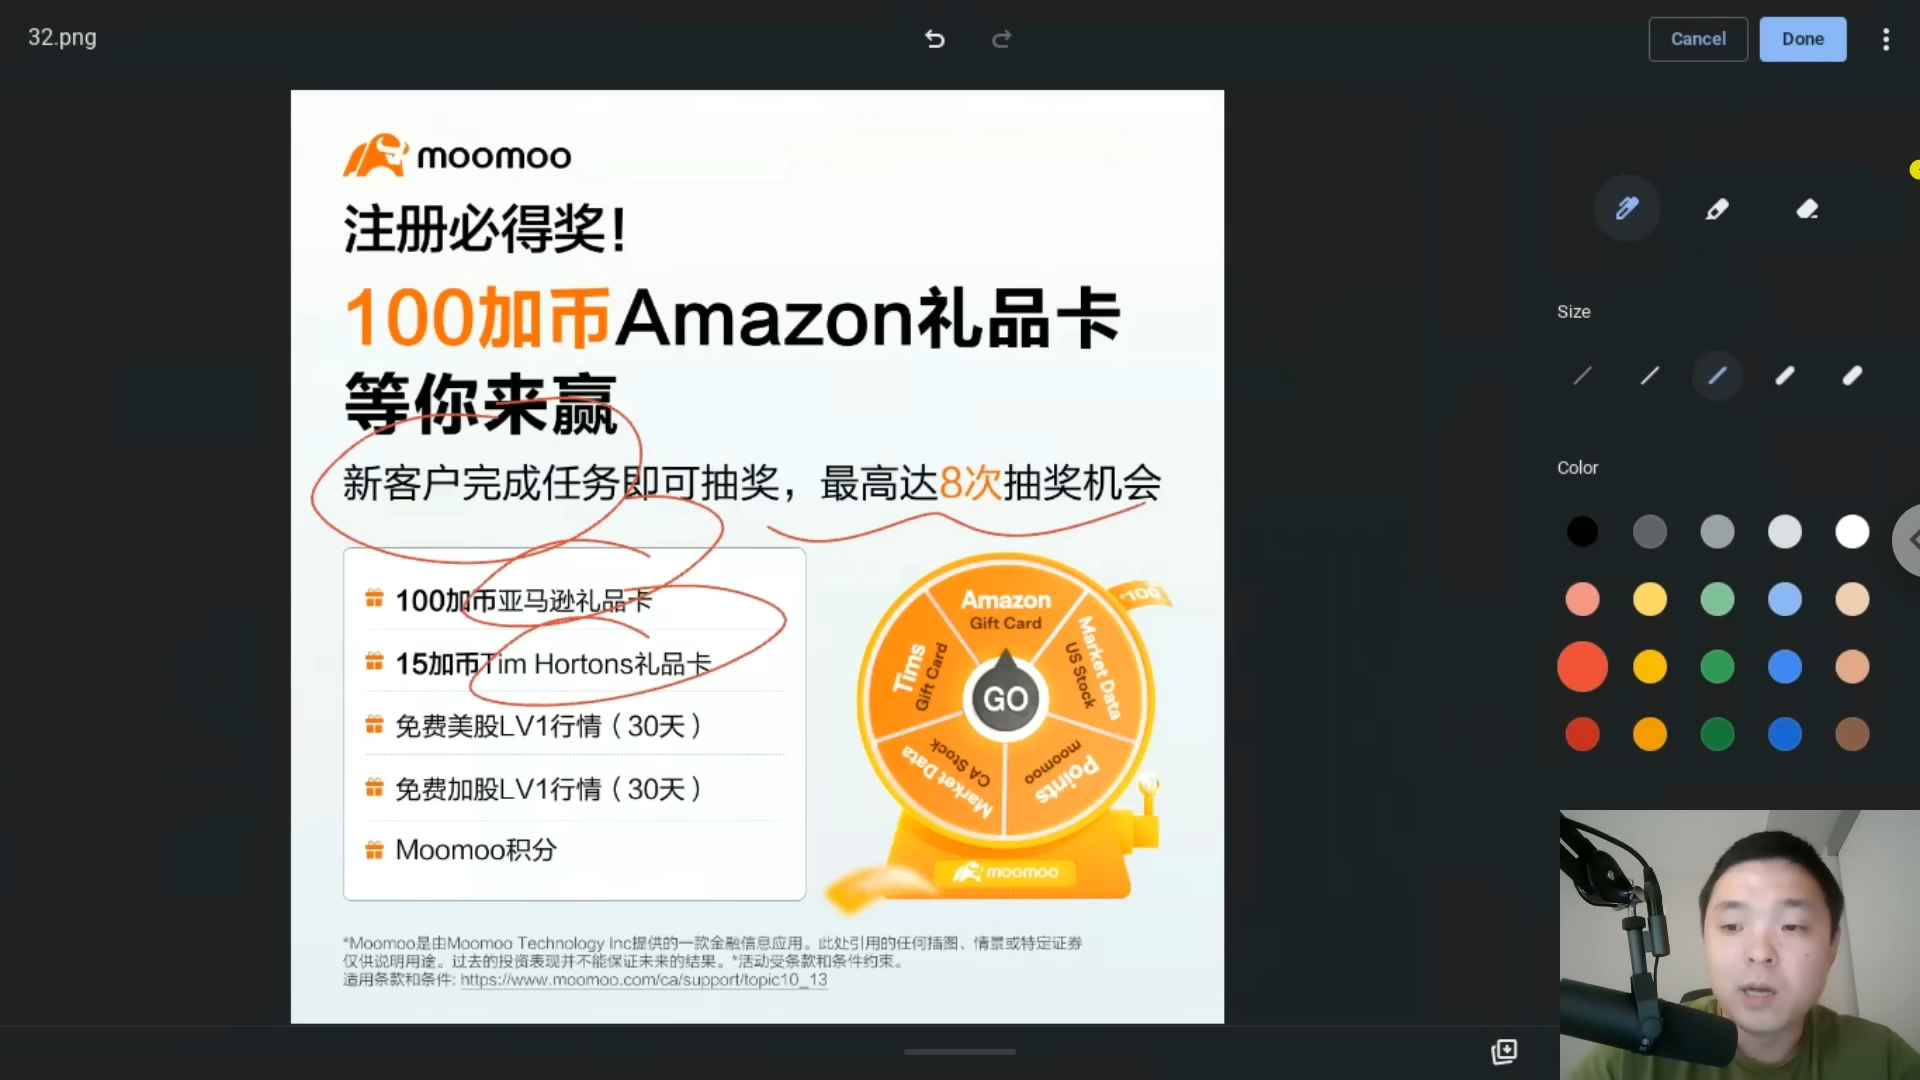 32.png
Cancel
Done
moomoo
注册必得奖!
100加币Amazon礼品卡
等你来赢
新客户完成任务即可抽奖，最高达8次抽奖机会
100加币亚马逊礼品卡
15加币Tim Hortons礼品卡
免费美股LV1行情（30天）
免费加股LV1行情（30天）
Moomoo积分
Amazon
Gift Card
$100
Market Data
US Stock
Tims
Gift Card
GO
Market Data
CA Stock
Points
moomoo
moomoo
*Moomoo是由Moomoo Technology Inc提供的一款金融信息应用。此处引用的任何插图、情景或特定证券
仅供说明用途。过去的投资表现并不能保证未来的结果。*活动受条款和条件约束。
适用条款和条件: https://www.moomoo.com/ca/support/topic10_13
Size
Color